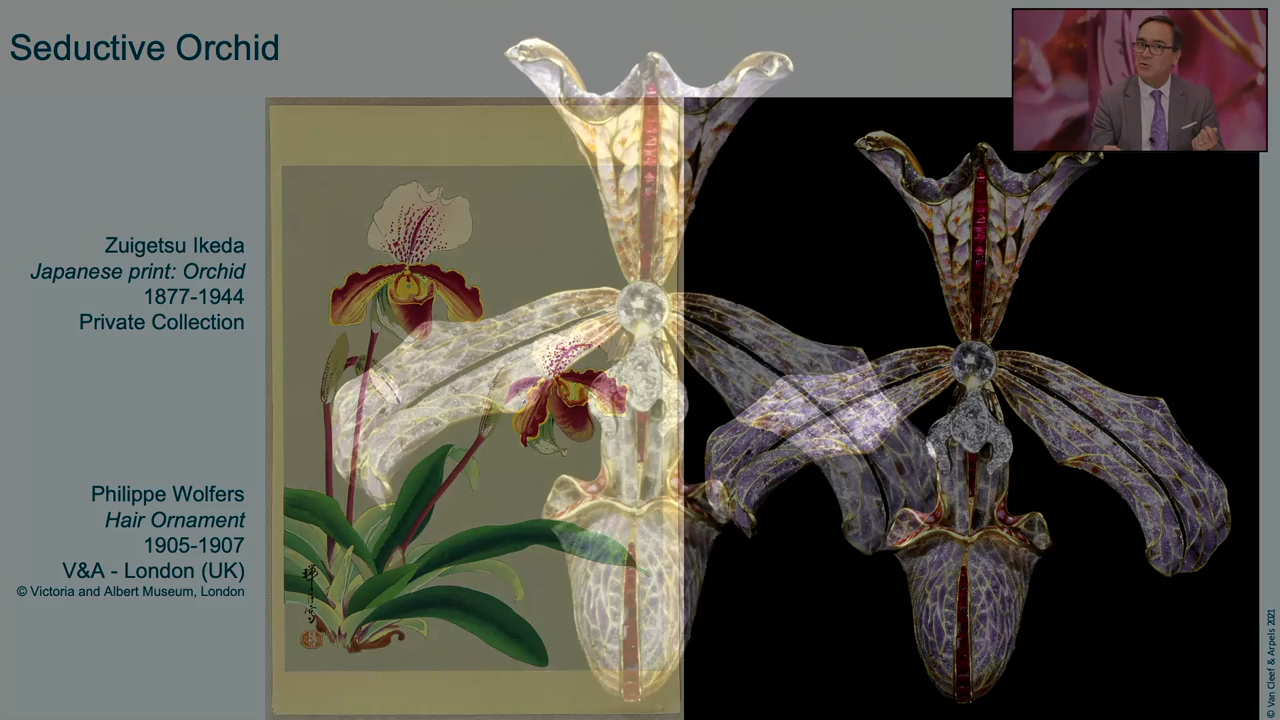 Seductive Orchid
Zuigetsu Ikeda
Japanese print: Orchid
1877-1944
Private Collection
Philippe Wolfers
Hair Ornament
1905-1907
V&A - London (UK)
© Victoria and Albert Museum, London
© Van Cleef & Arpels 2021